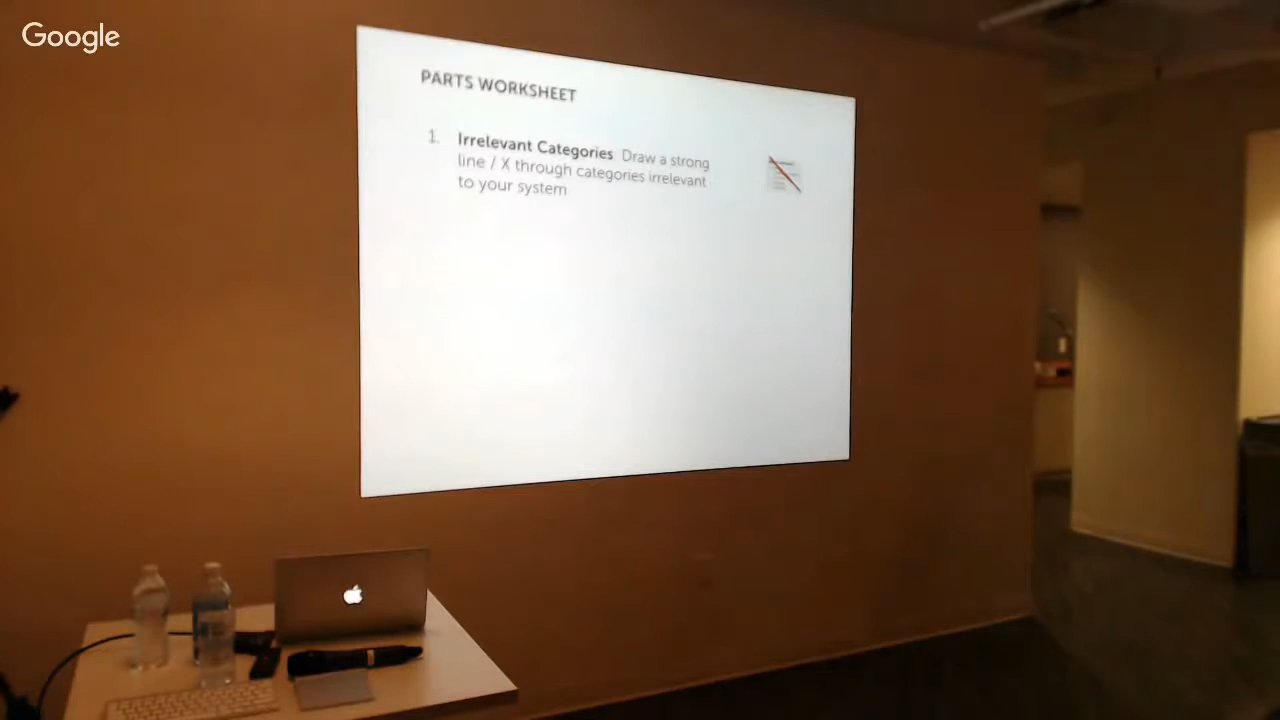 Google
PARTS WORKSHEET
1. Irrelevant Categories Draw a strong
line / X through categories irrelevant
to your system